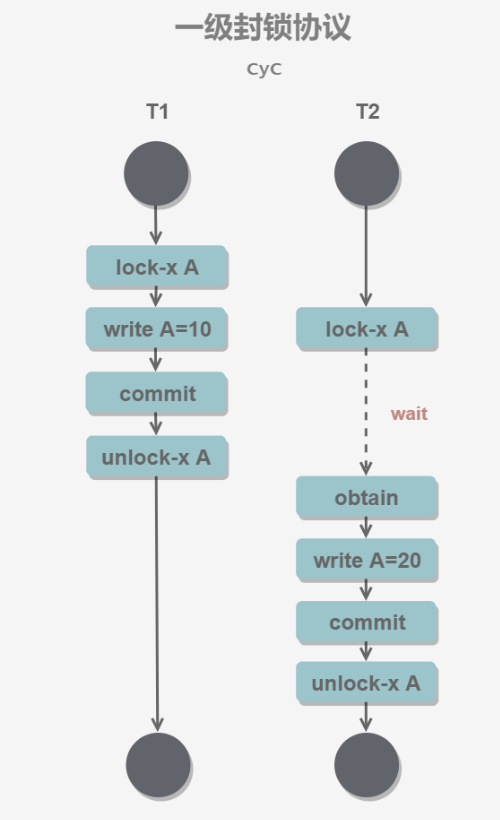 一级封锁协议
CyC
T1 T2
lock-x A
write A=10 lock-x A
commit
wait
unlock-x A
obtain
write A=20
commit
unlock-x A